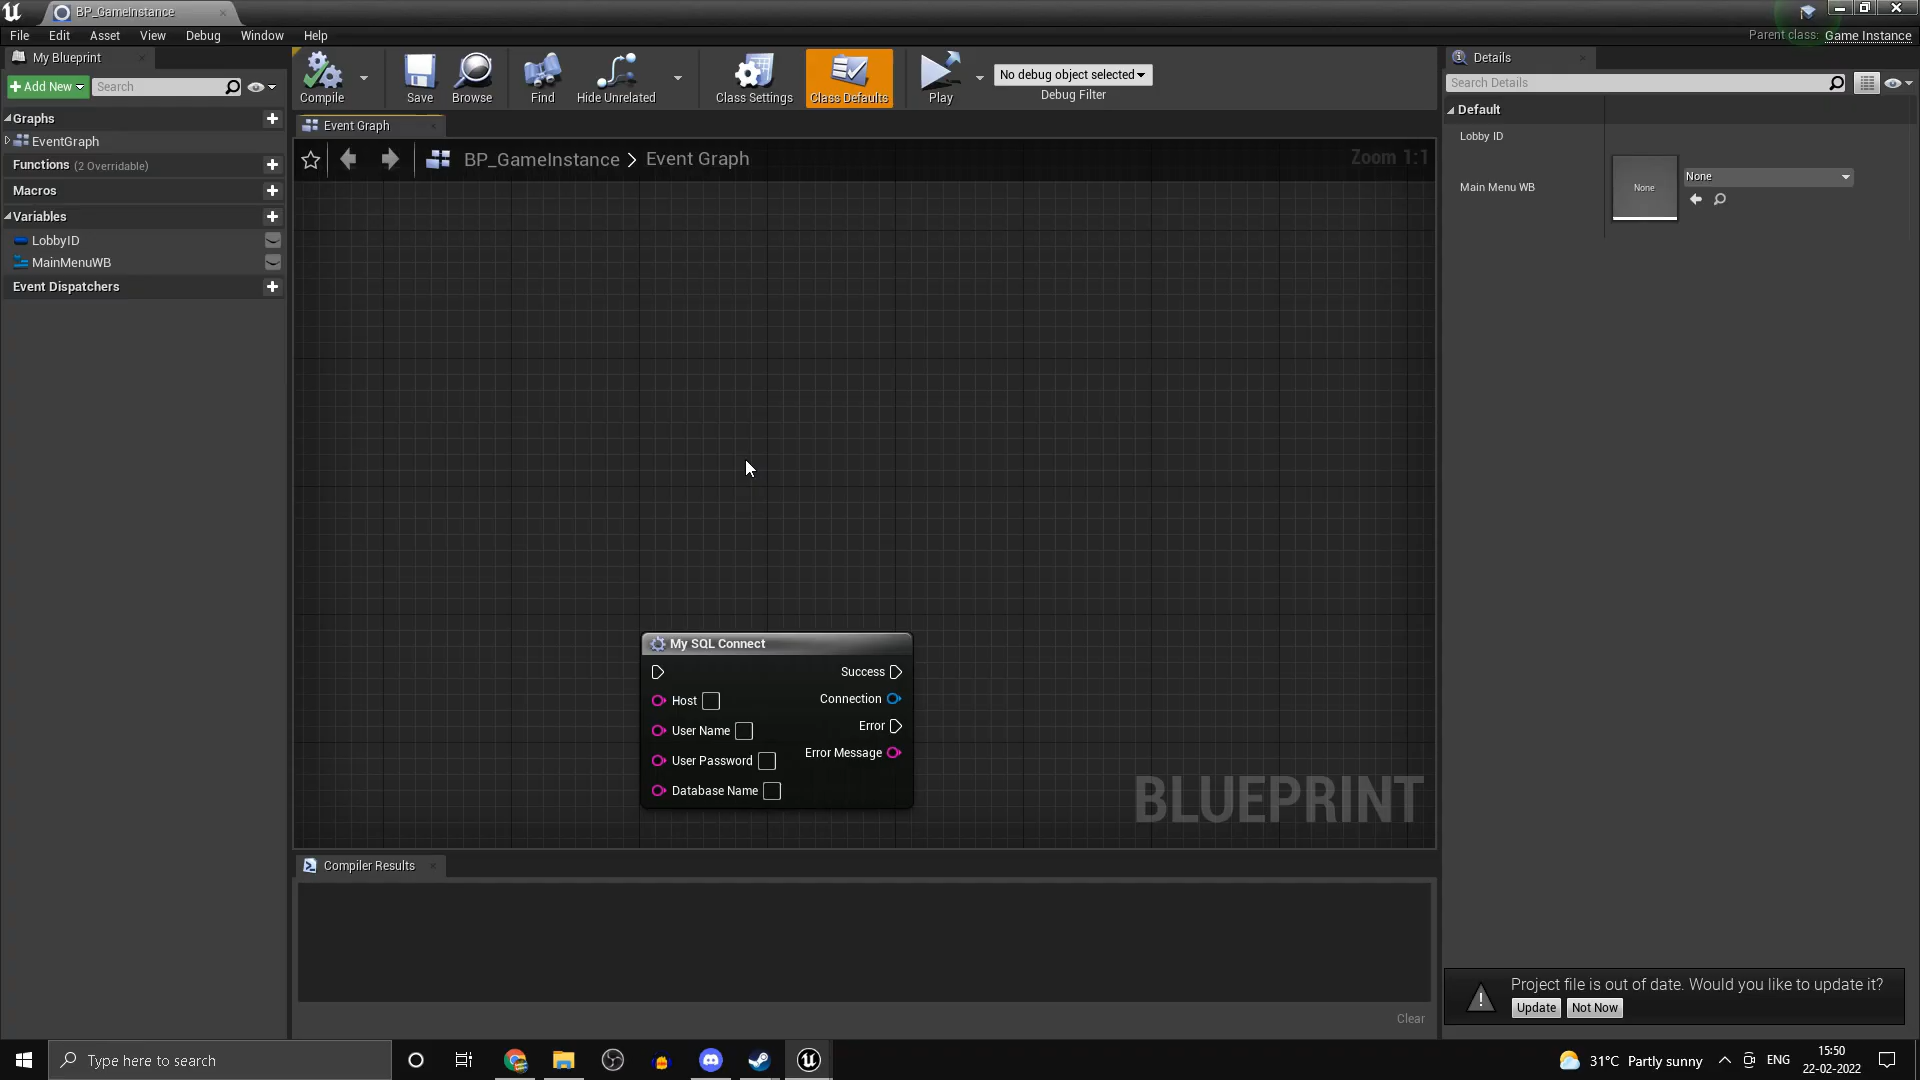 BP_GameInstance
File Edit Asset View Debug Window Help
Parent class: Game Instance
My Blueprint
Add New
Search
Compile
Save
Browse
Find
Hide Unrelated
Class Settings
Class Defaults
Play
No debug object selected
Debug Filter
Details
Search Details
Graphs
EventGraph
Functions (2 Overridable)
Macros
Variables
LobbyID
MainMenuWB
Event Dispatchers
Event Graph
BP_GameInstance > Event Graph
Zoom 1:1
Default
Lobby ID
Main Menu WB
None
None
My SQL Connect
Success
Host
Connection
User Name
Error
User Password
Error Message
Database Name
BLUEPRINT
Compiler Results
Clear
Project file is out of date. Would you like to update it?
Update
Not Now
Type here to search
31°C Partly sunny
ENG
15:50
22-02-2022